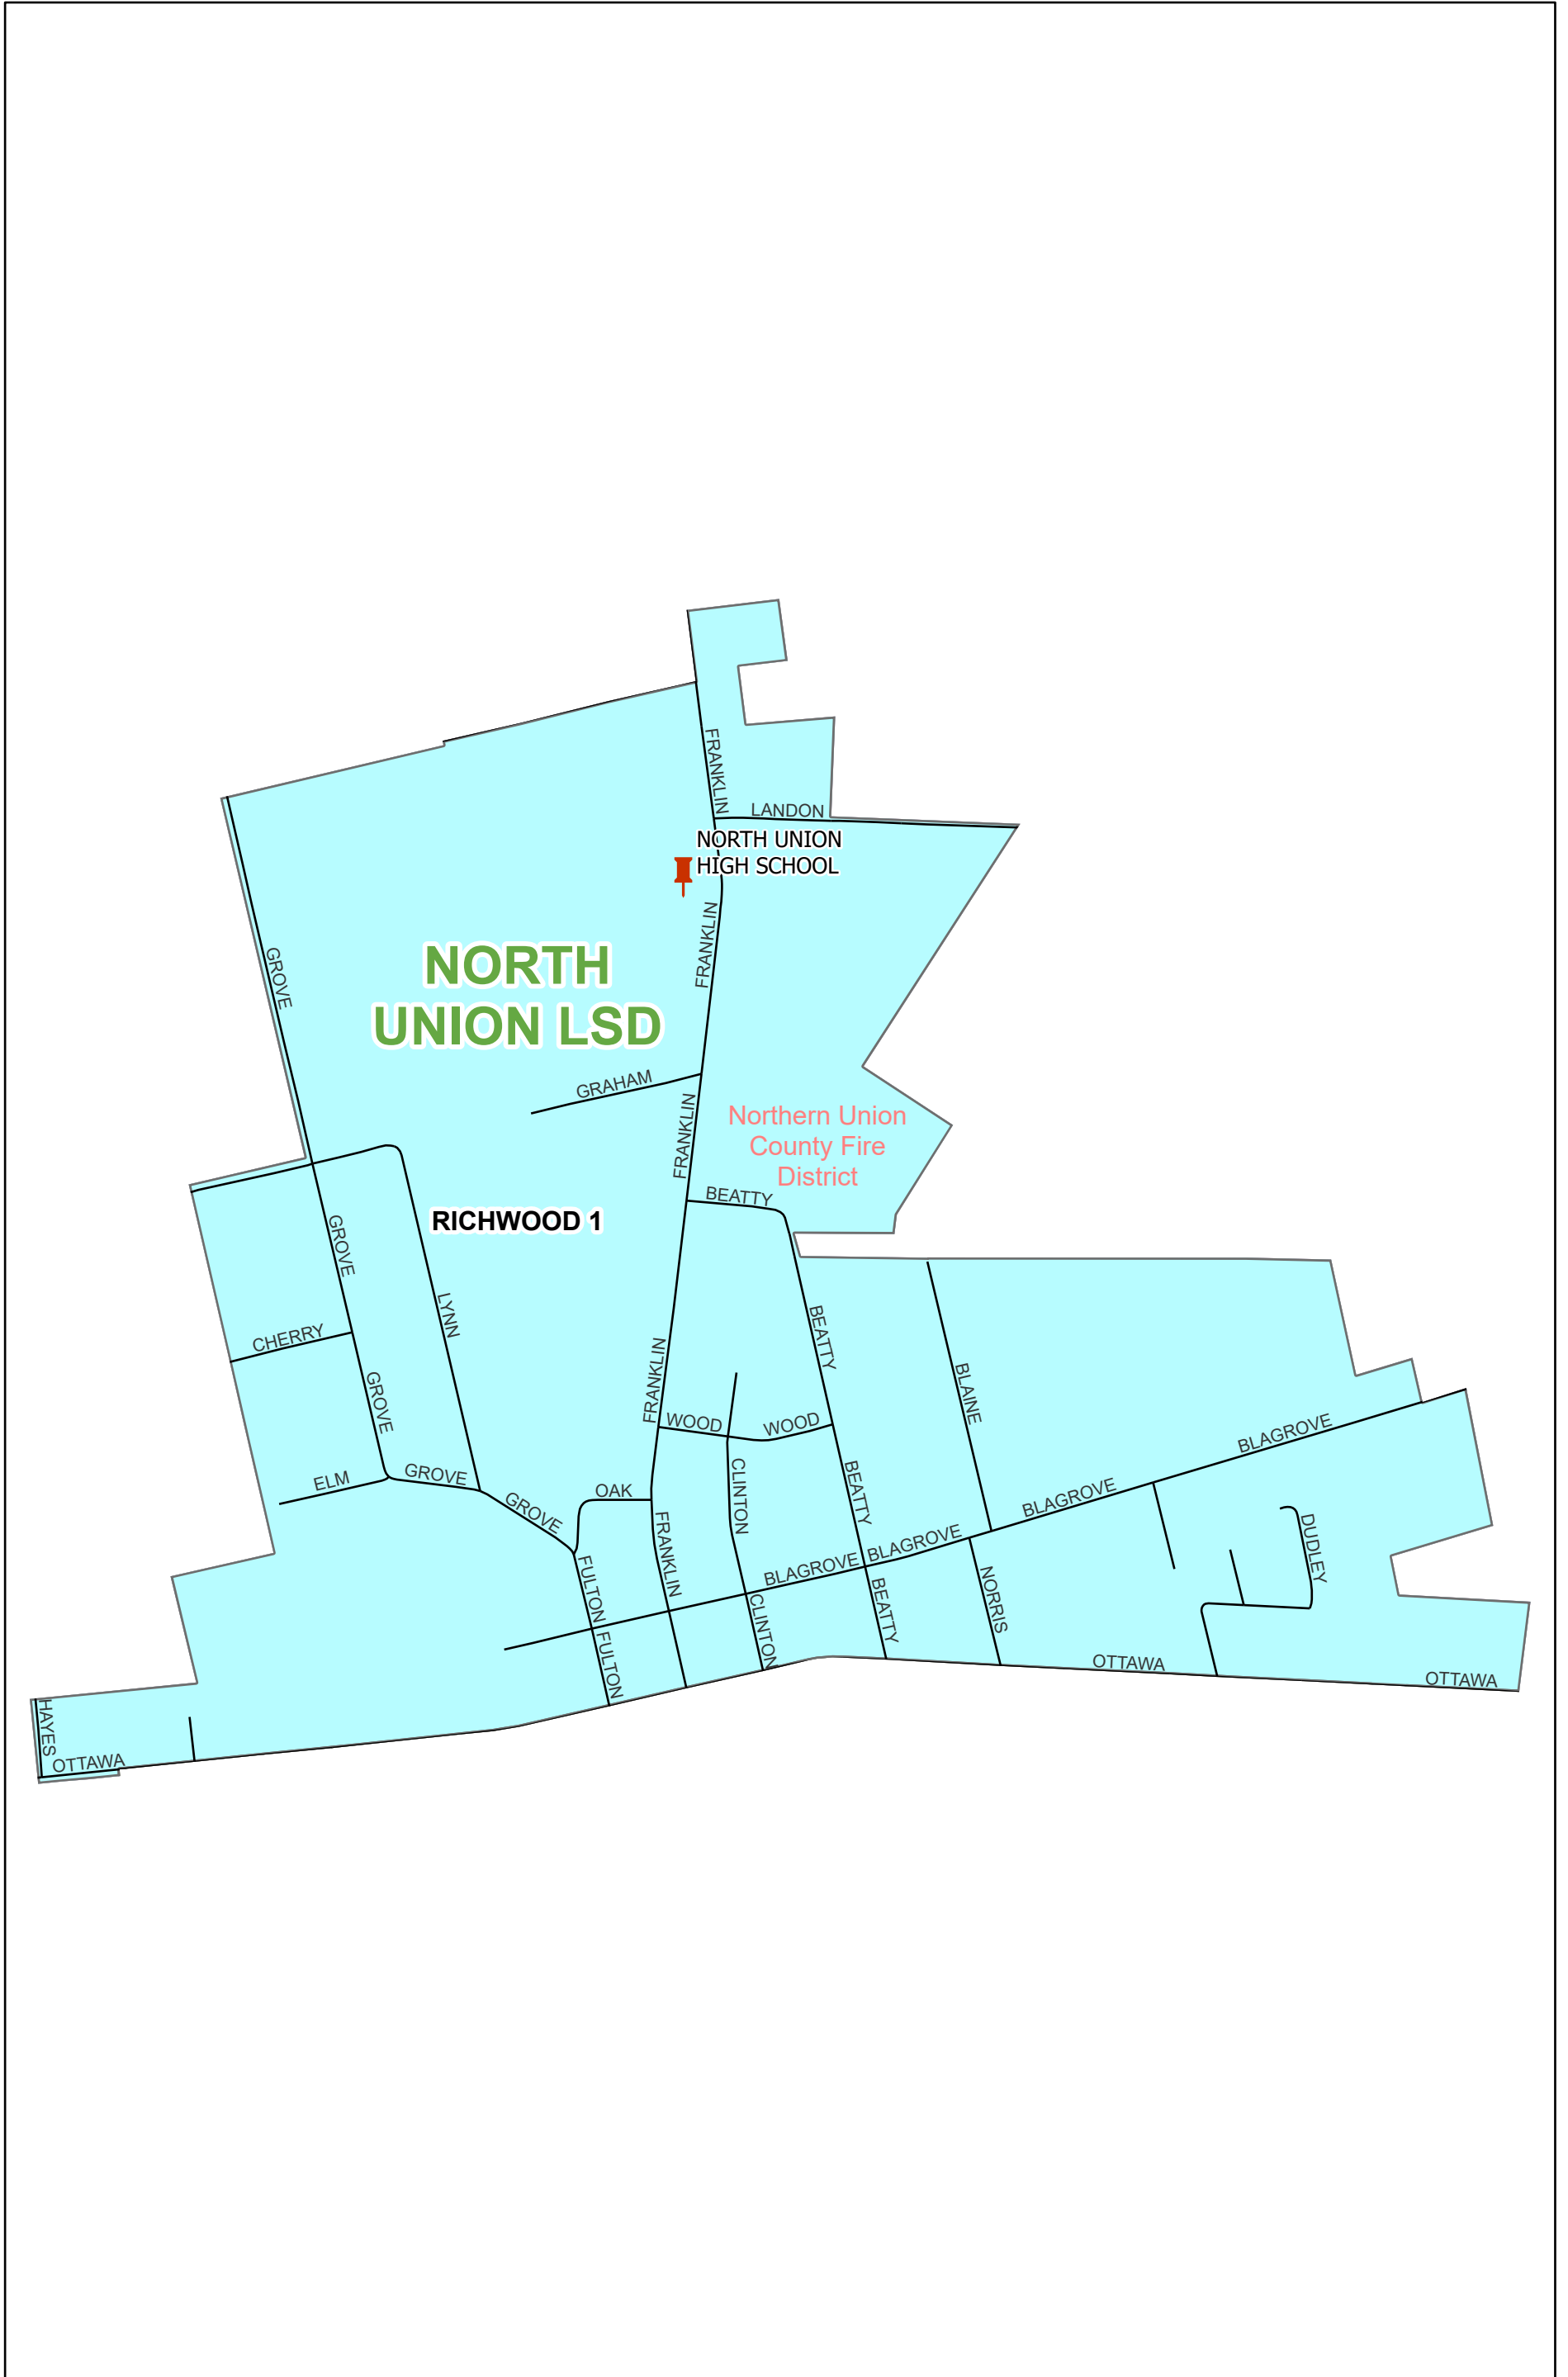 FRANKLIN
LANDON
NORTH UNION
HIGH SCHOOL
FRANKLIN
GROVE
NORTH
UNION LSD
GRAHAM
FRANKLIN
Northern Union
County Fire
District
BEATTY
RICHWOOD 1
GROVE
LYNN
CHERRY
BEATTY
FRANKLIN
BLAINE
GROVE
WOOD
WOOD
BLAGROVE
ELM
GROVE
OAK
CLINTON
BEATTY
BLAGROVE
GROVE
FRANKLIN
DUDLEY
BLAGROVE
BLAGROVE
FULTON
NORRIS
BEATTY
CLINTON
FULTON
OTTAWA
OTTAWA
HAYES
OTTAWA